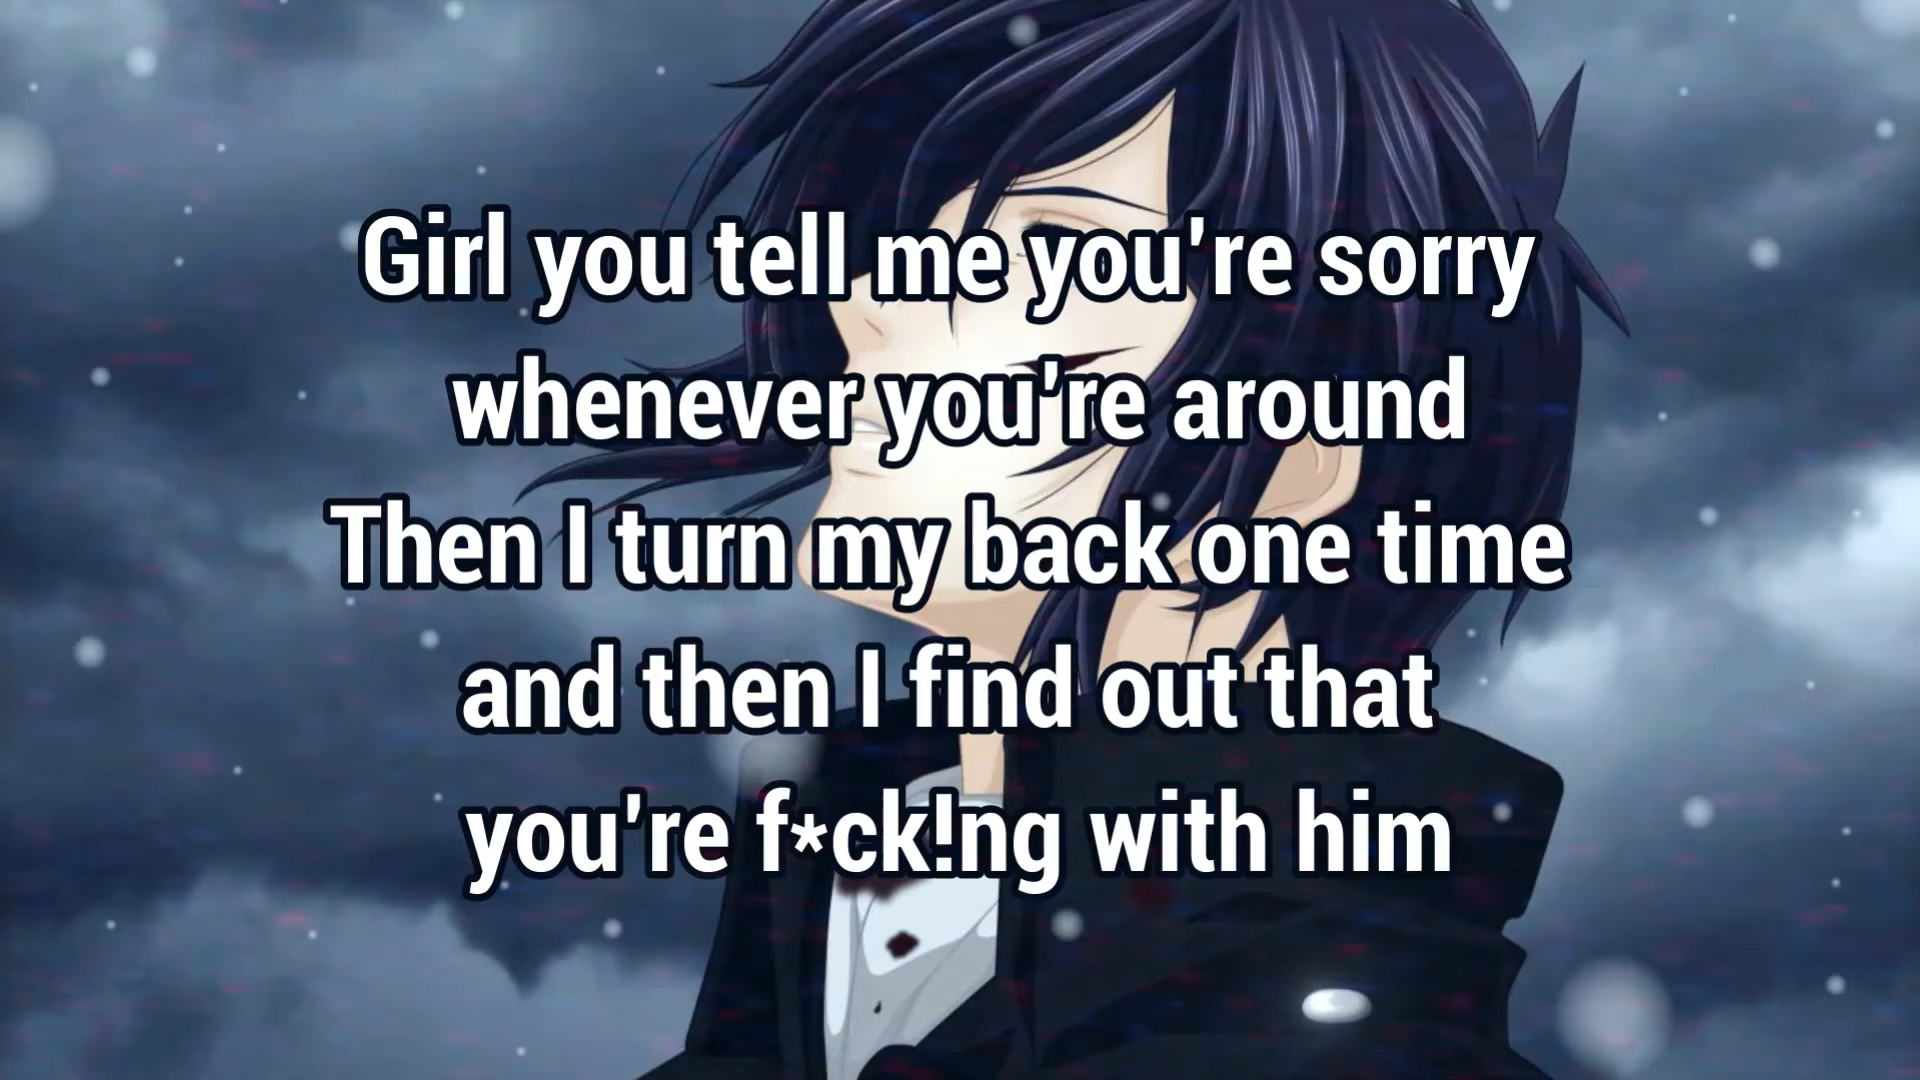 Girl you tell me you're sorry
whenever you're around
Then I turn my back one time
and then I find out that
you're f*ck!ng with him